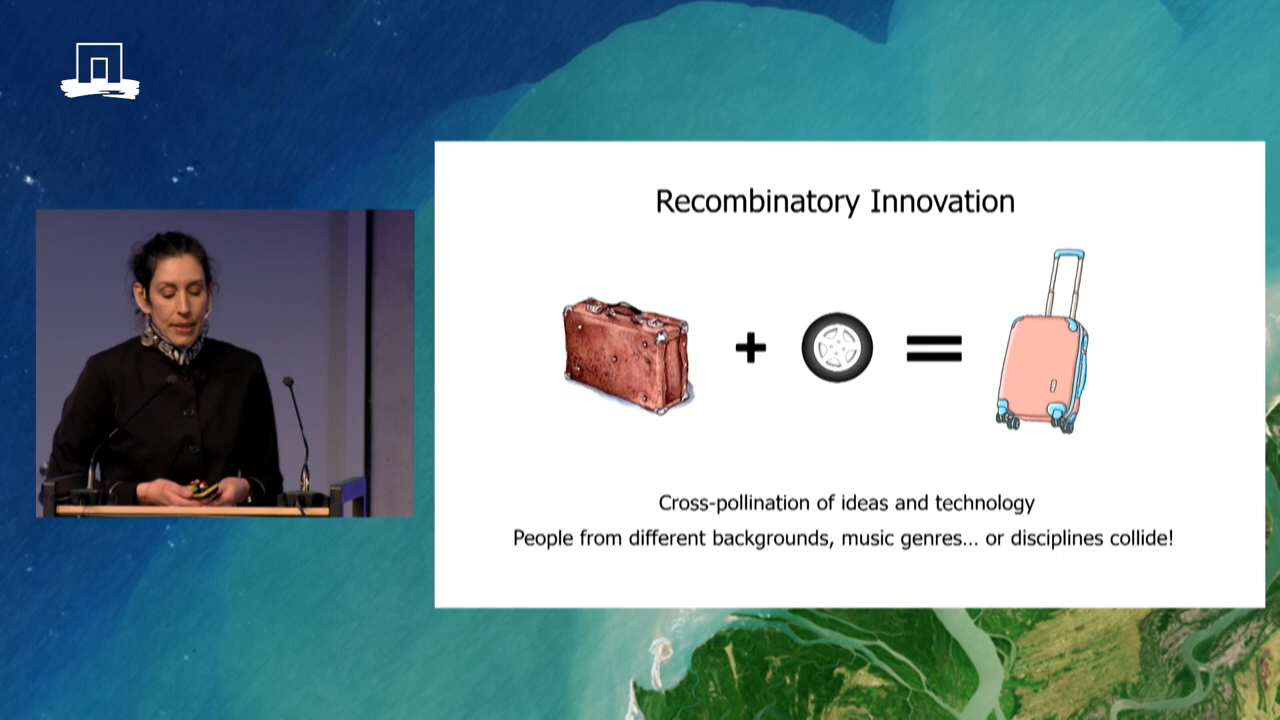 Recombinatory Innovation
Cross-pollination of ideas and technology
People from different backgrounds, music genres... or disciplines collide!